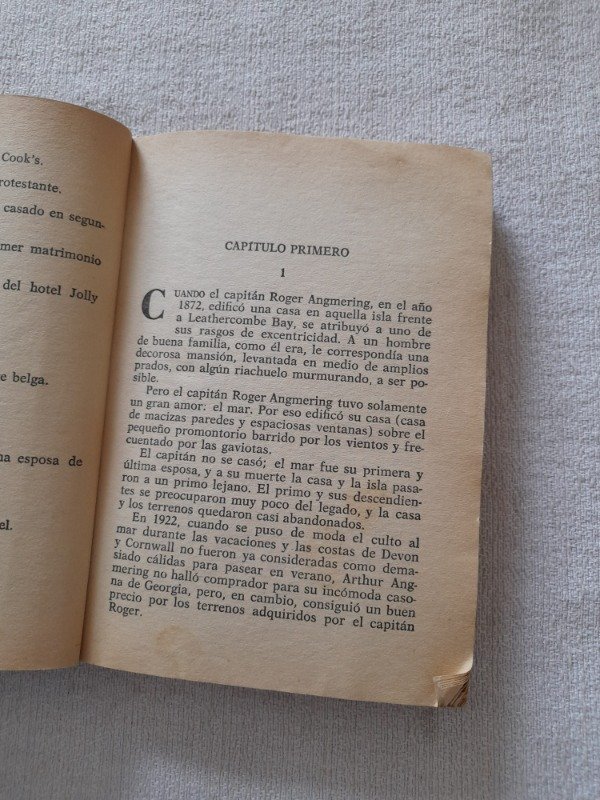 Cook's.
rotestante.
casado en segun-
mer matrimonio
del hotel Jolly
e belga.
na esposa de
el.
CAPITULO PRIMERO
1
CUANDO el capitán Roger Angmering, en el año
1872, edificó una casa en aquella isla frente
a Leathercombe Bay, se atribuyó a uno de
sus rasgos de excentricidad. A un hombre
de buena familia, como él era, le correspondía una
decorosa mansión, levantada en medio de amplios
prados, con algún riachuelo murmurando, a ser po-
sible.
Pero el capitán Roger Angmering tuvo solamente
un gran amor: el mar. Por eso edificó su casa (casa
de macizas paredes y espaciosas ventanas) sobre el
pequeño promontorio barrido por los vientos y fre-
cuentado por las gaviotas.
El capitán no se casó; el mar fue su primera y
última esposa, y a su muerte la casa y la isla pasa-
ron a un primo lejano. El primo y sus descendien-
tes se preocuparon muy poco del legado, y la casa
y los terrenos quedaron casi abandonados.
En 1922, cuando se puso de moda el culto al
mar durante las vacaciones y las costas de Devon
y Cornwall no fueron ya consideradas como dema-
siado cálidas para pasear en verano, Arthur Ang-
mering no halló comprador para su incómoda caso-
na de Georgia, pero, en cambio, consiguió un buen
precio por los terrenos adquiridos por el capitán
Roger.